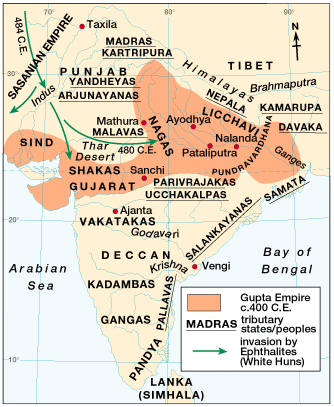 70°
80°
90°
484 C.E.
SASANIAN EMPIRE
Taxila
N
MADRAS
KARTRIPURA
TIBET
30°
PUNJAB
Himalayas
YANDHEYAS
ARJUNAYANAS
Indus
NEPALA
Brahmaputra
LICCHAVI
KAMARUPA
Mathura
Ayodhya
MALAVAS
NAGAS
Nalanda
DAVAKA
SIND
Thar
Desert
480 C.E.
Pataliputra
PUNDRAVARDHANA
Ganges
SHAKAS
Sanchi
GUJARAT
PARIVRAJAKAS
SAMATA
UCCHAKALPAS
20°
Ajanta
VAKATAKAS
Godaveri
SALANKAYANAS
DECCAN
Bay of
Bengal
Arabian
Sea
Krishna
Vengi
KADAMBAS
PALLAVAS
GANGAS
PANDYA
10°
LANKA
(SIMHALA)
Gupta Empire
c.400 C.E.
MADRAS tributary
states/peoples
invasion by
Ephthalites
(White Huns)